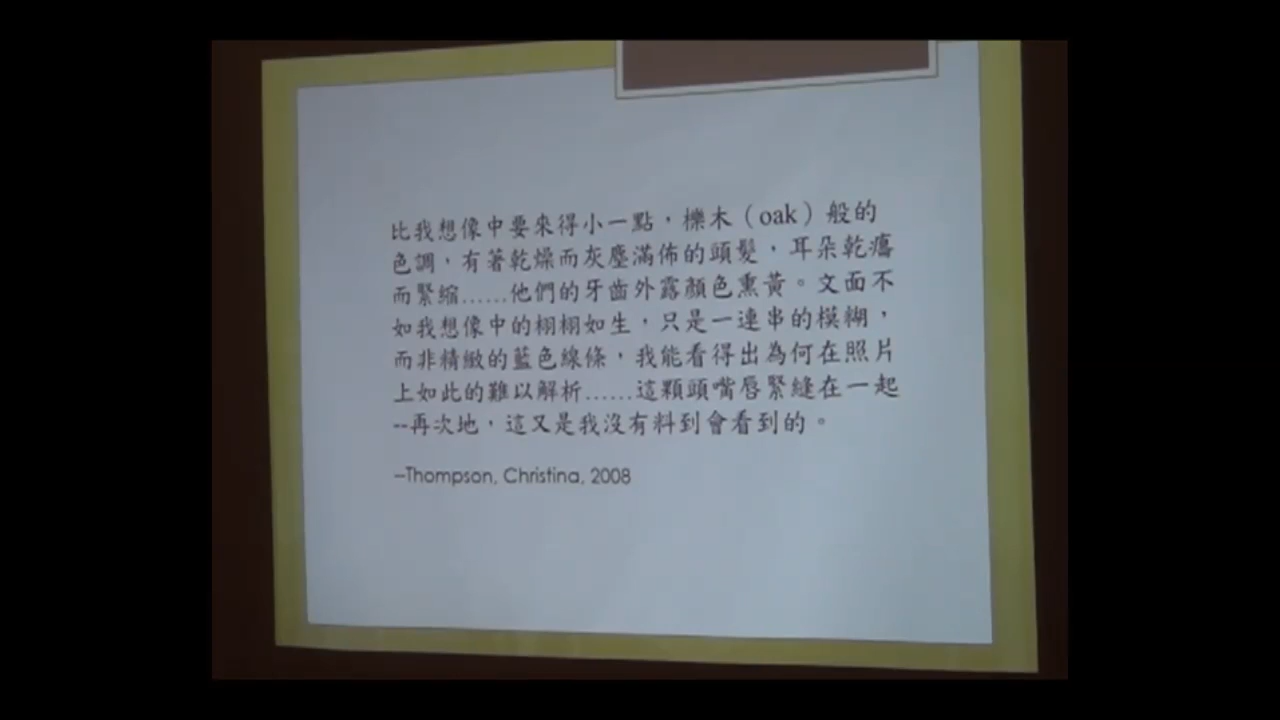 比我想像中要來得小一點，櫟木（oak）般的
色調，有著乾燥而灰塵滿佈的頭髮，耳朵乾癟
而緊縮……他們的牙齒外露顏色熏黃。文面不
如我想像中的栩栩如生，只是一連串的模糊，
而非精緻的藍色線條，我能看得出為何在照片
上如此的難以解析……這顆頭嘴唇緊縫在一起
--再次地，這又是我沒有料到會看到的。
--Thompson, Christina, 2008